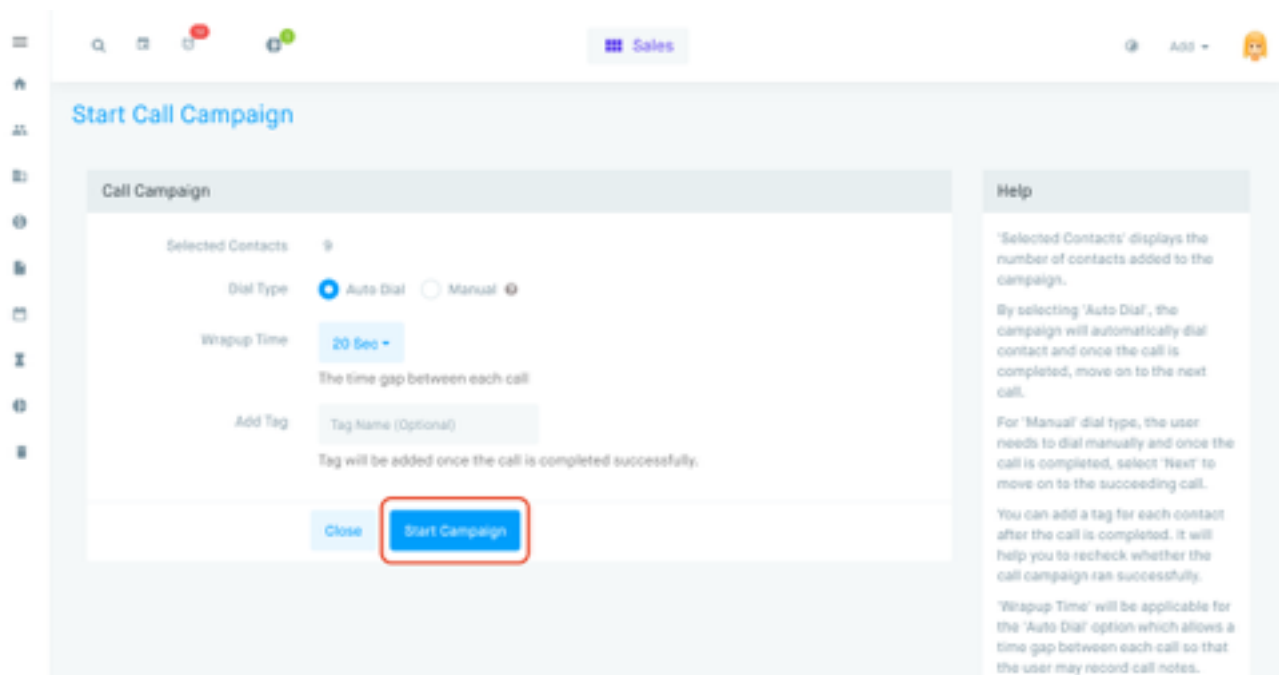 Sales
Add
Start Call Campaign
Call Campaign
Selected Contacts 9
Dial Type Auto Dial Manual
Wrapup Time 20 Sec
The time gap between each call
Add Tag Tag Name (Optional)
Tag will be added once the call is completed successfully.
Close Start Campaign
Help
'Selected Contacts' displays the
number of contacts added to the
campaign.
By selecting 'Auto Dial', the
campaign will automatically dial
contact and once the call is
completed, move on to the next
call.
For 'Manual' dial type, the user
needs to dial manually and once the
call is completed, select 'Next' to
move on to the succeeding call.
You can add a tag for each contact
after the call is completed. It will
help you to recheck whether the
call campaign ran successfully.
'Wrapup Time' will be applicable for
the 'Auto Dial' option which allows a
time gap between each call so that
the user may record call notes.